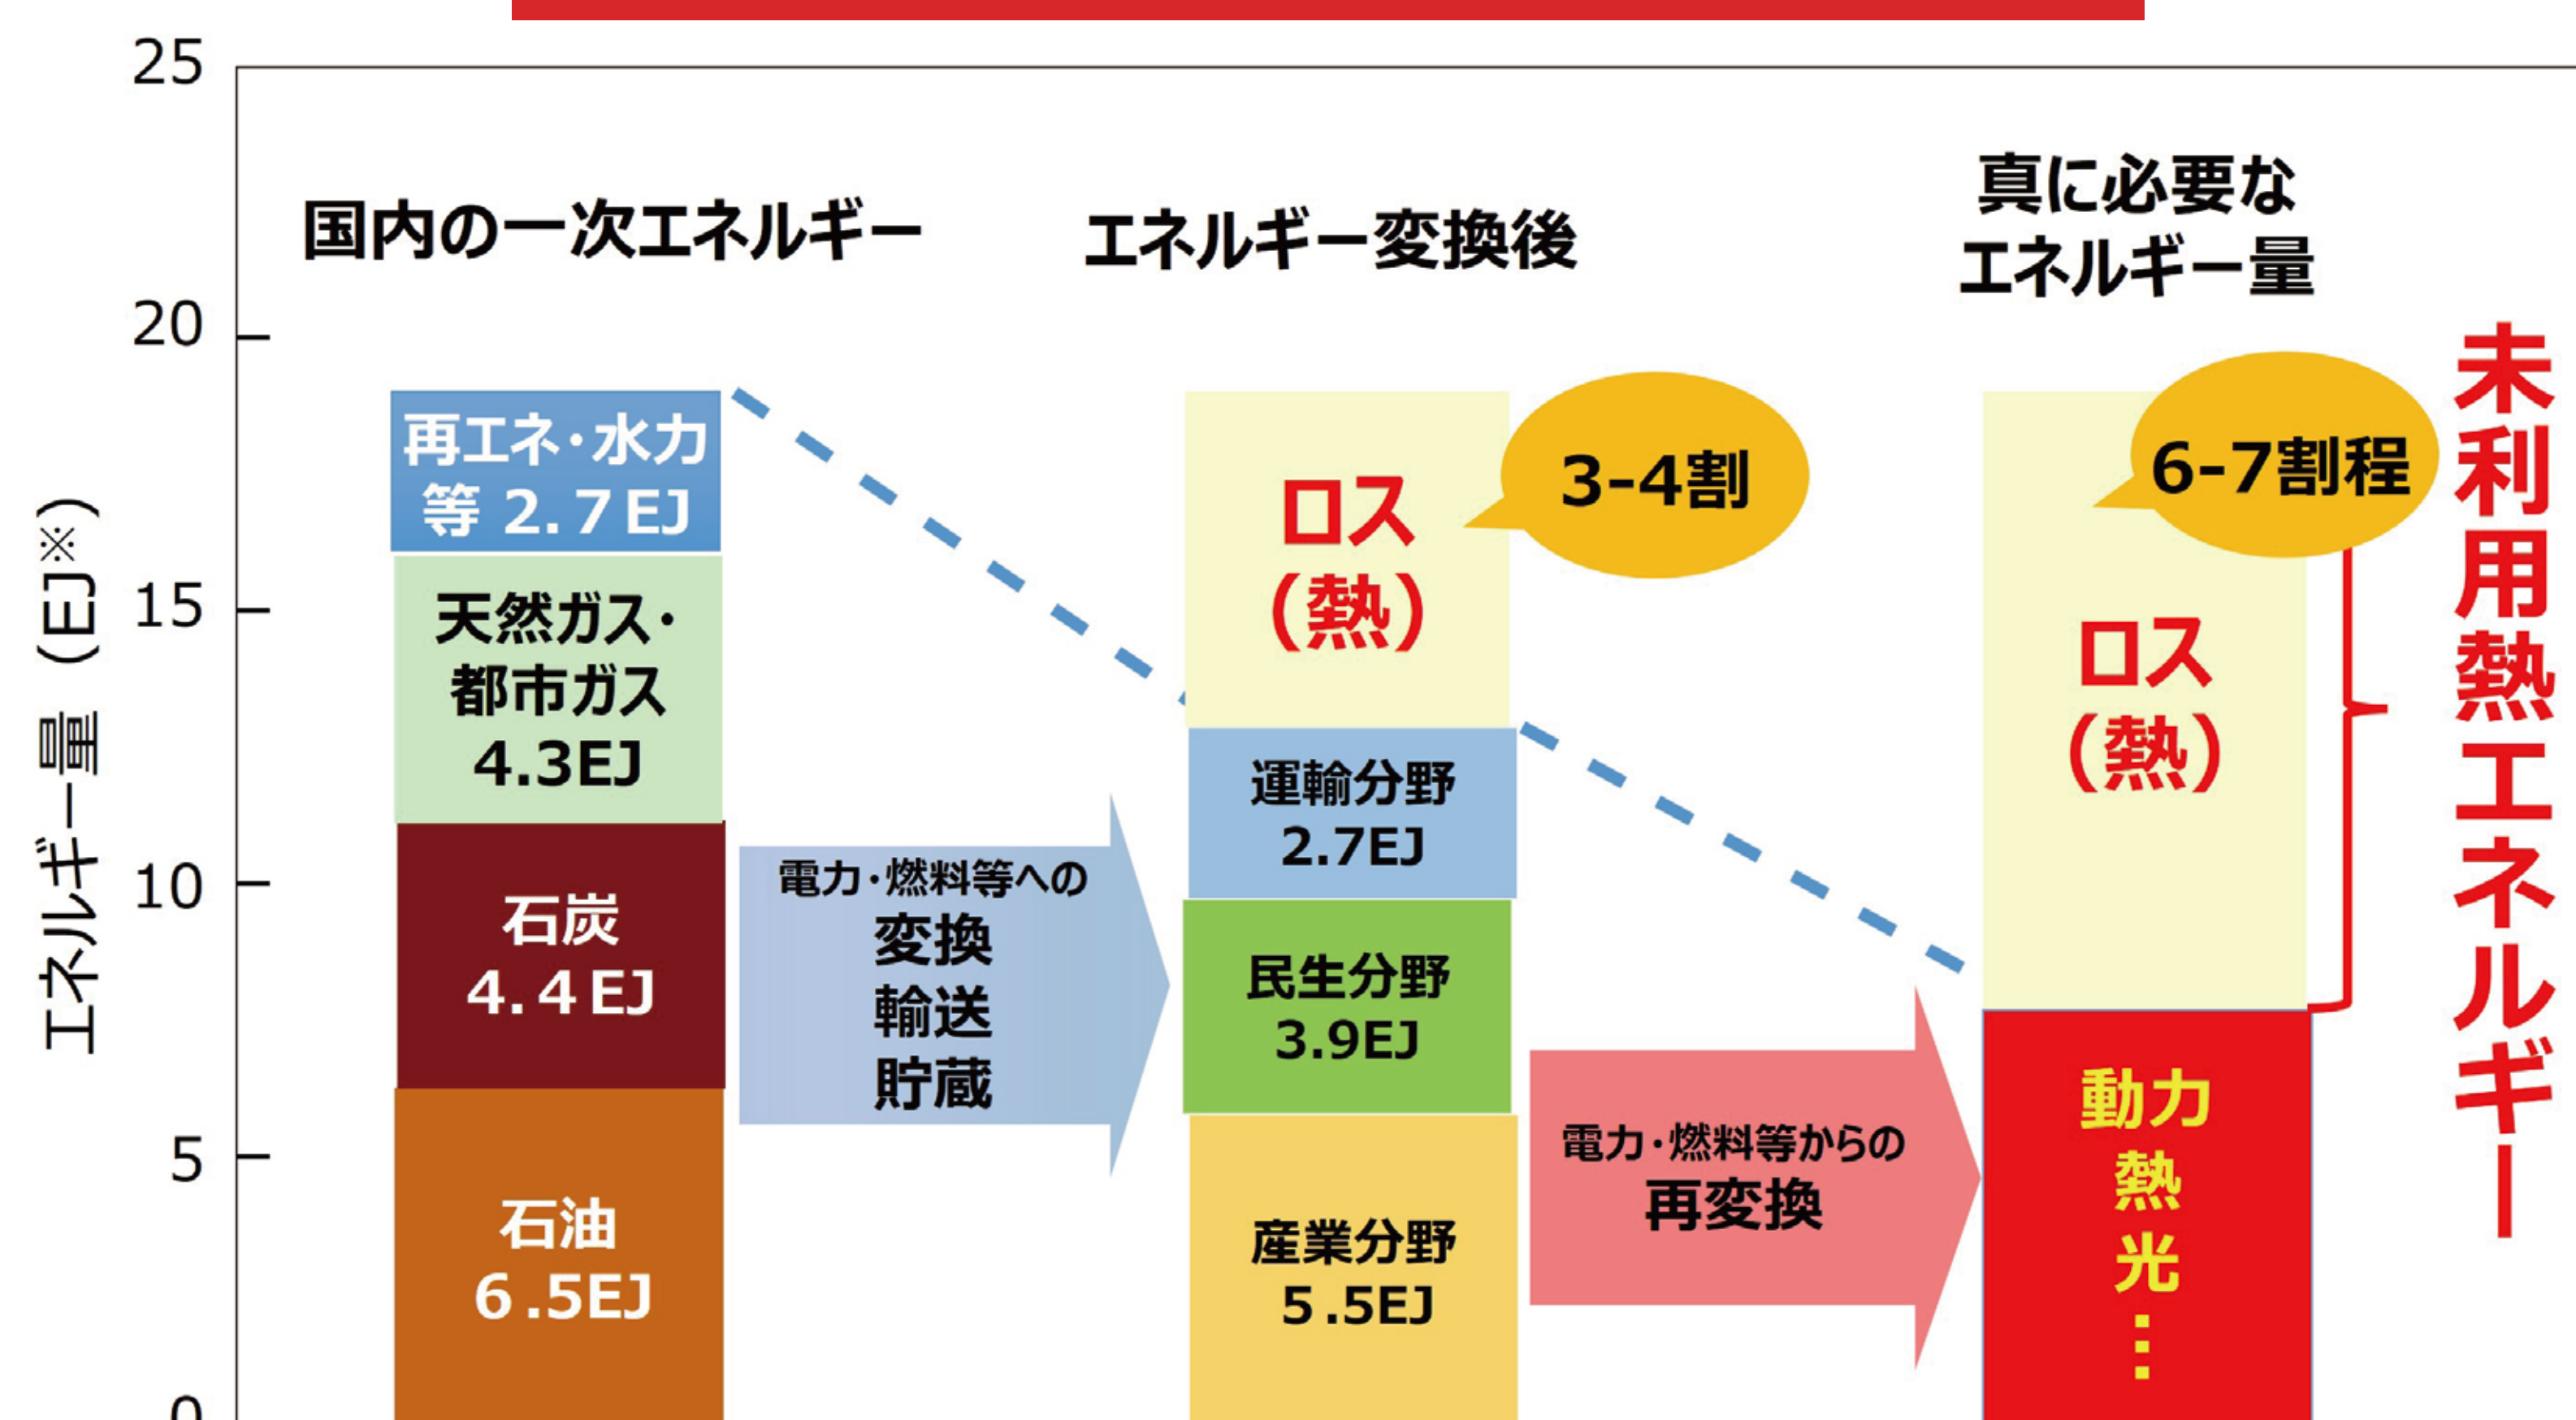 25
20
15
10
5
0
エネルギー量（EJ※）
国内の一次エネルギー
再エネ・水力
等 2.7EJ
天然ガス・
都市ガス
4.3EJ
石炭
4.4EJ
石油
6.5EJ
電力・燃料等への
変換
輸送
貯蔵
エネルギー変換後
ロス
（熱）
3-4割
運輸分野
2.7EJ
民生分野
3.9EJ
産業分野
5.5EJ
電力・燃料等からの
再変換
真に必要な
エネルギー量
6-7割程
ロス
（熱）
動力
熱
光
⋮
未利用熱エネルギー